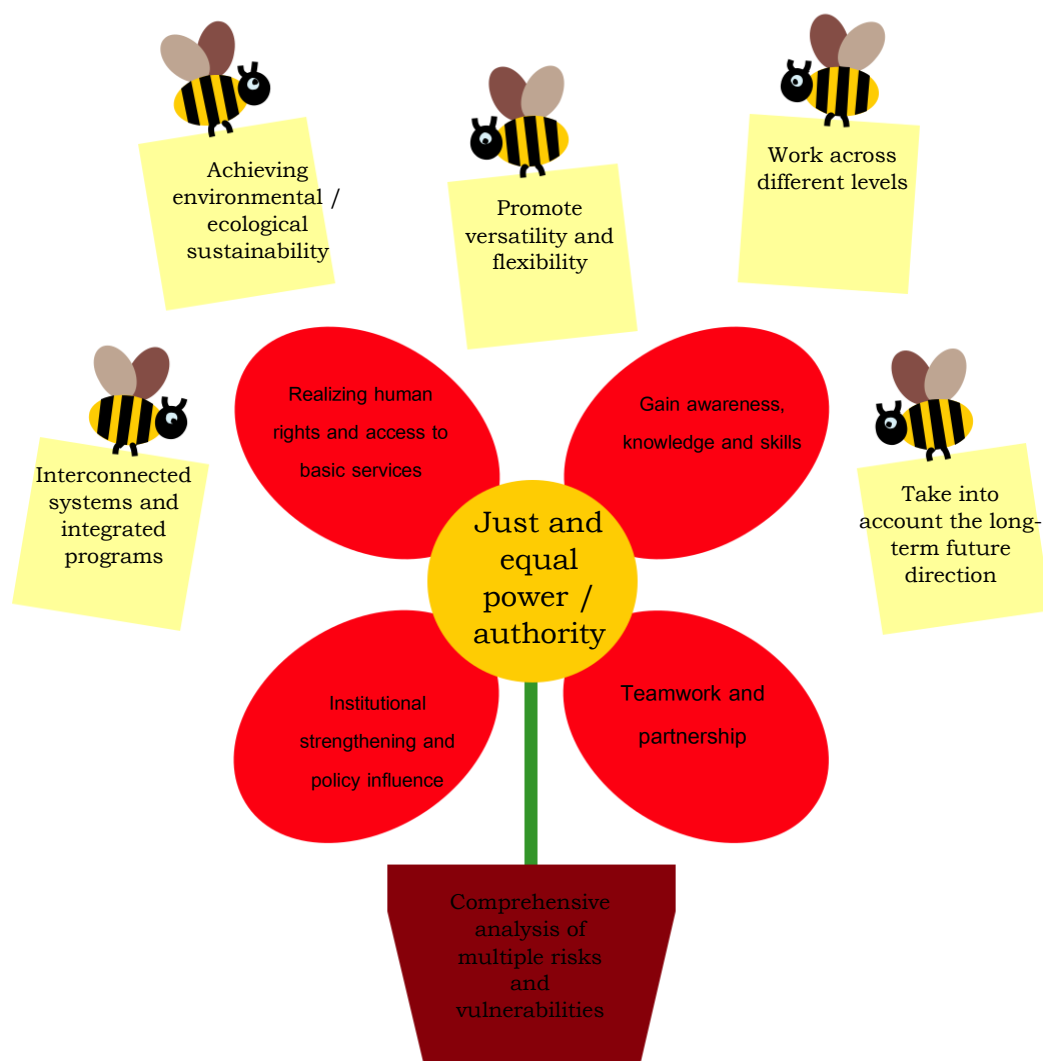 Achieving
environmental /
ecological
sustainability
Promote
versatility and
flexibility
Work across
different levels
Interconnected
systems and
integrated
programs
Realizing human
rights and access to
basic services
Gain awareness,
knowledge and skills
Take into
account the long-
term future
direction
Just and
equal
power /
authority
Institutional
strengthening and
policy influence
Teamwork and
partnership
Comprehensive
analysis of
multiple risks
and
vulnerabilities